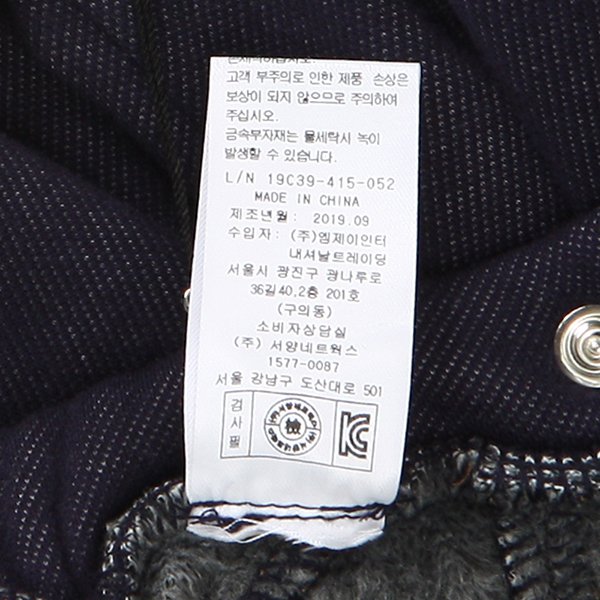 고객 부주의로 인한 제품 손상은
보상이 되지 않으므로 주의하여
주십시오.
금속부자재는 물세탁시 녹이
발생할 수 있습니다.
L/N 19C39-415-052
MADE IN CHINA
제조년월 : 2019.09
수입자 : (주)엠제이인터
내셔날트레이딩
서울시 광진구 광나루로
36길40,2층 201호
(구의동)
소비자상담실
(주) 서양네트웍스
1577-0087
서울 강남구 도산대로 501
검사필
檢
KC